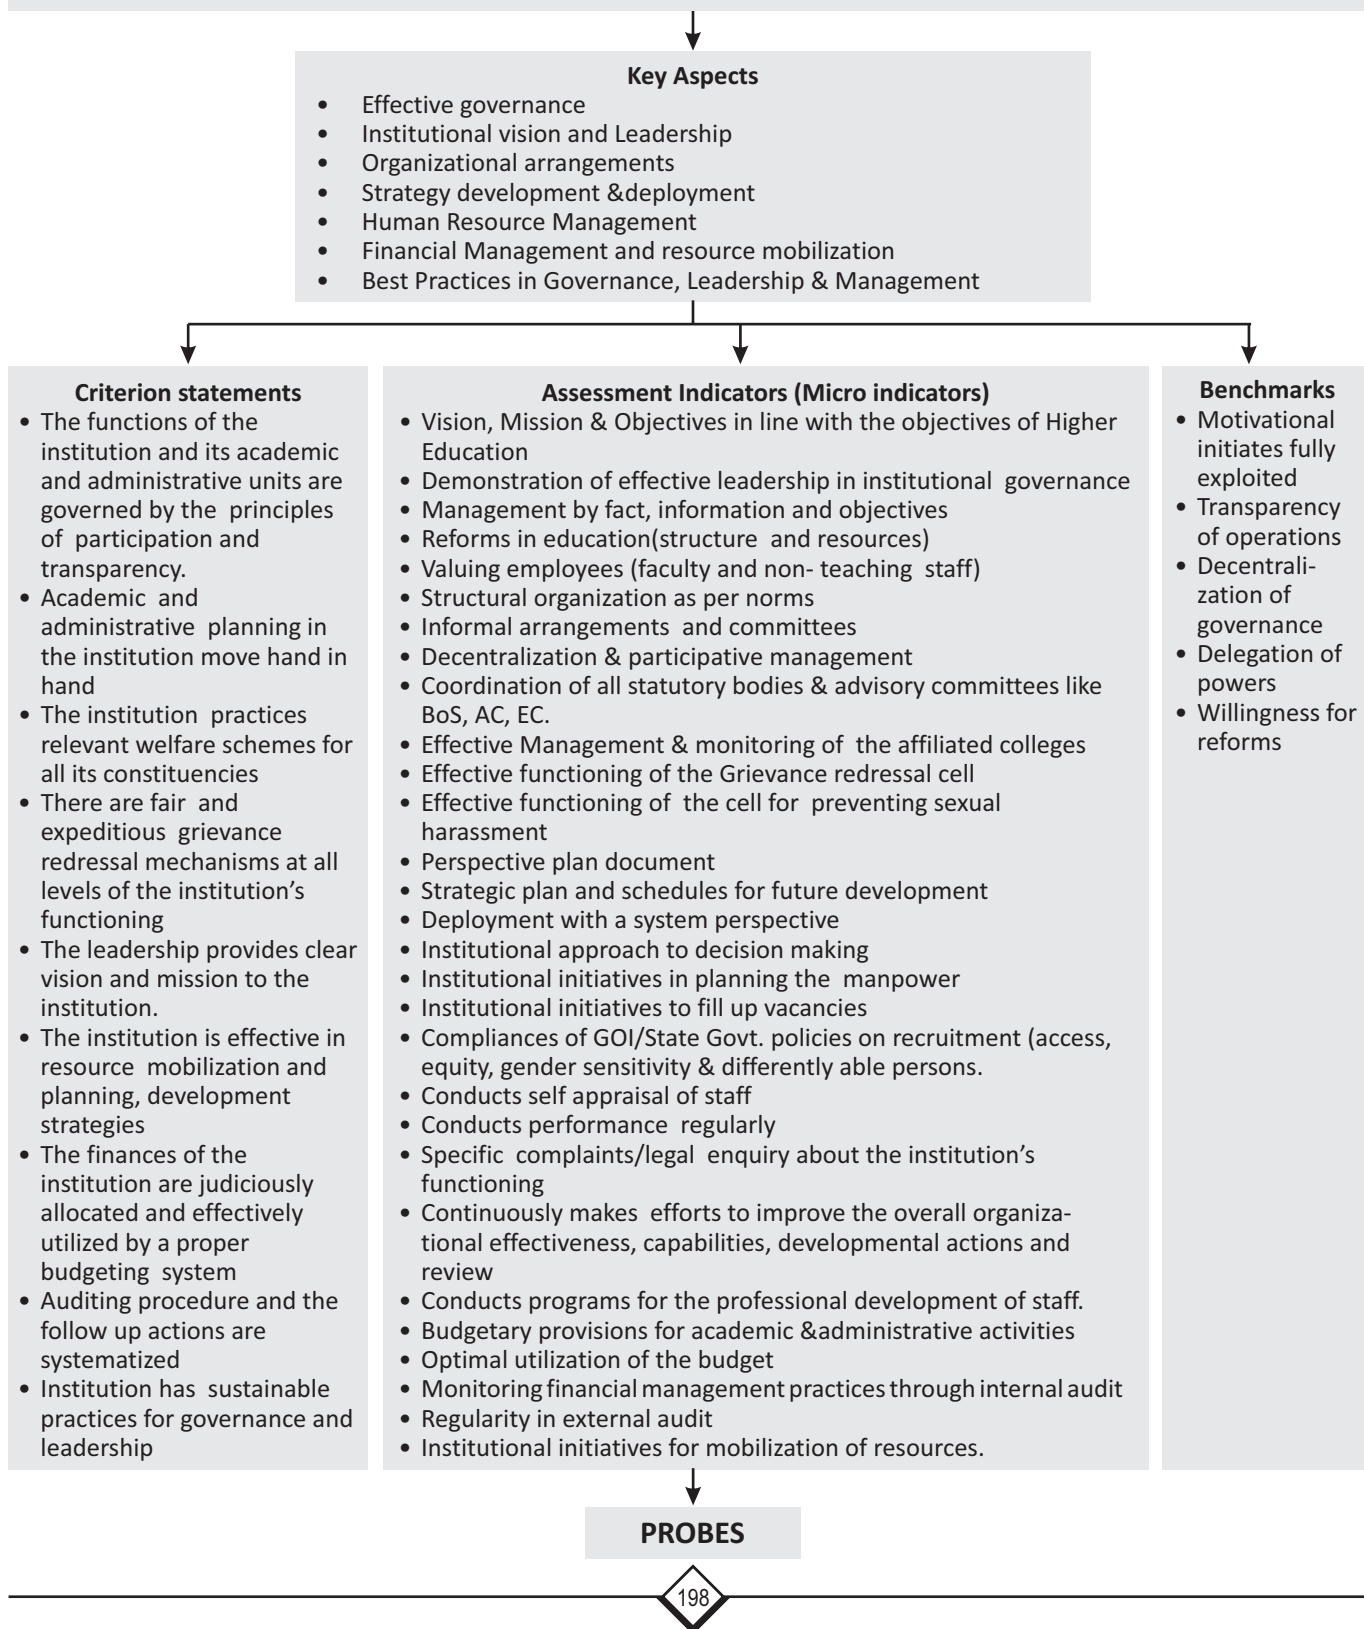 Key Aspects
• Effective governance
• Institutional vision and Leadership
• Organizational arrangements
• Strategy development &deployment
• Human Resource Management
• Financial Management and resource mobilization
• Best Practices in Governance, Leadership & Management
Criterion statements
• The functions of the
institution and its academic
and administrative units are
governed by the principles
of participation and
transparency.
• Academic and
administrative planning in
the institution move hand in
hand
• The institution practices
relevant welfare schemes for
all its constituencies
• There are fair and
expeditious grievance
redressal mechanisms at all
levels of the institution's
functioning
• The leadership provides clear
vision and mission to the
institution.
• The institution is effective in
resource mobilization and
planning, development
strategies
• The finances of the
institution are judiciously
allocated and effectively
utilized by a proper
budgeting system
• Auditing procedure and the
follow up actions are
systematized
• Institution has sustainable
practices for governance and
leadership
Assessment Indicators (Micro indicators)
• Vision, Mission & Objectives in line with the objectives of Higher
Education
• Demonstration of effective leadership in institutional governance
• Management by fact, information and objectives
• Reforms in education(structure and resources)
• Valuing employees (faculty and non- teaching staff)
• Structural organization as per norms
• Informal arrangements and committees
• Decentralization & participative management
• Coordination of all statutory bodies & advisory committees like
BoS, AC, EC.
• Effective Management & monitoring of the affiliated colleges
• Effective functioning of the Grievance redressal cell
• Effective functioning of the cell for preventing sexual
harassment
• Perspective plan document
• Strategic plan and schedules for future development
• Deployment with a system perspective
• Institutional approach to decision making
• Institutional initiatives in planning the manpower
• Institutional initiatives to fill up vacancies
• Compliances of GOI/State Govt. policies on recruitment (access,
equity, gender sensitivity & differently able persons.
• Conducts self appraisal of staff
• Conducts performance regularly
• Specific complaints/legal enquiry about the institution's
functioning
• Continuously makes efforts to improve the overall organiza-
tional effectiveness, capabilities, developmental actions and
review
• Conducts programs for the professional development of staff.
• Budgetary provisions for academic &administrative activities
• Optimal utilization of the budget
• Monitoring financial management practices through internal audit
• Regularity in external audit
• Institutional initiatives for mobilization of resources.
Benchmarks
• Motivational
initiates fully
exploited
• Transparency
of operations
• Decentrali-
zation of
governance
• Delegation of
powers
• Willingness for
reforms
PROBES
198